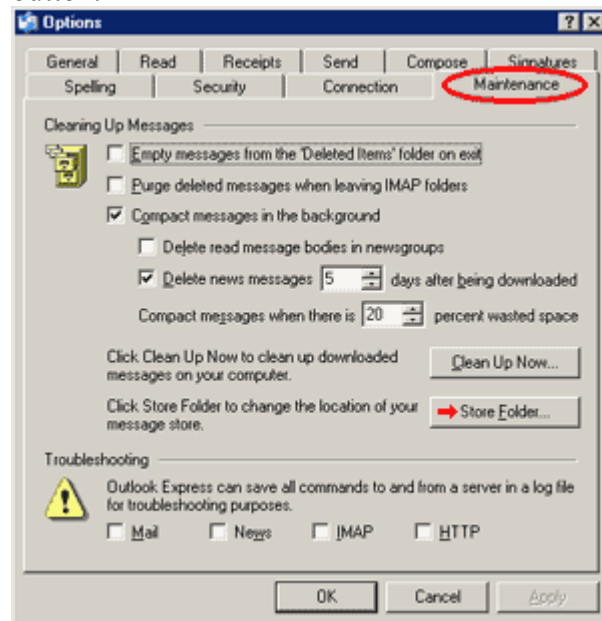 Options
General Read Receipts Send Compose Signatures
Spelling Security Connection Maintenance
Cleaning Up Messages
Empty messages from the 'Deleted Items' folder on exit
Purge deleted messages when leaving IMAP folders
Compact messages in the background
Delete read message bodies in newsgroups
Delete news messages 5 days after being downloaded
Compact messages when there is 20 percent wasted space
Click Clean Up Now to clean up downloaded
messages on your computer.
Clean Up Now...
Click Store Folder to change the location of your
message store.
Store Folder...
Troubleshooting
Outlook Express can save all commands to and from a server in a log file
for troubleshooting purposes.
Mail News IMAP HTTP
OK Cancel Apply